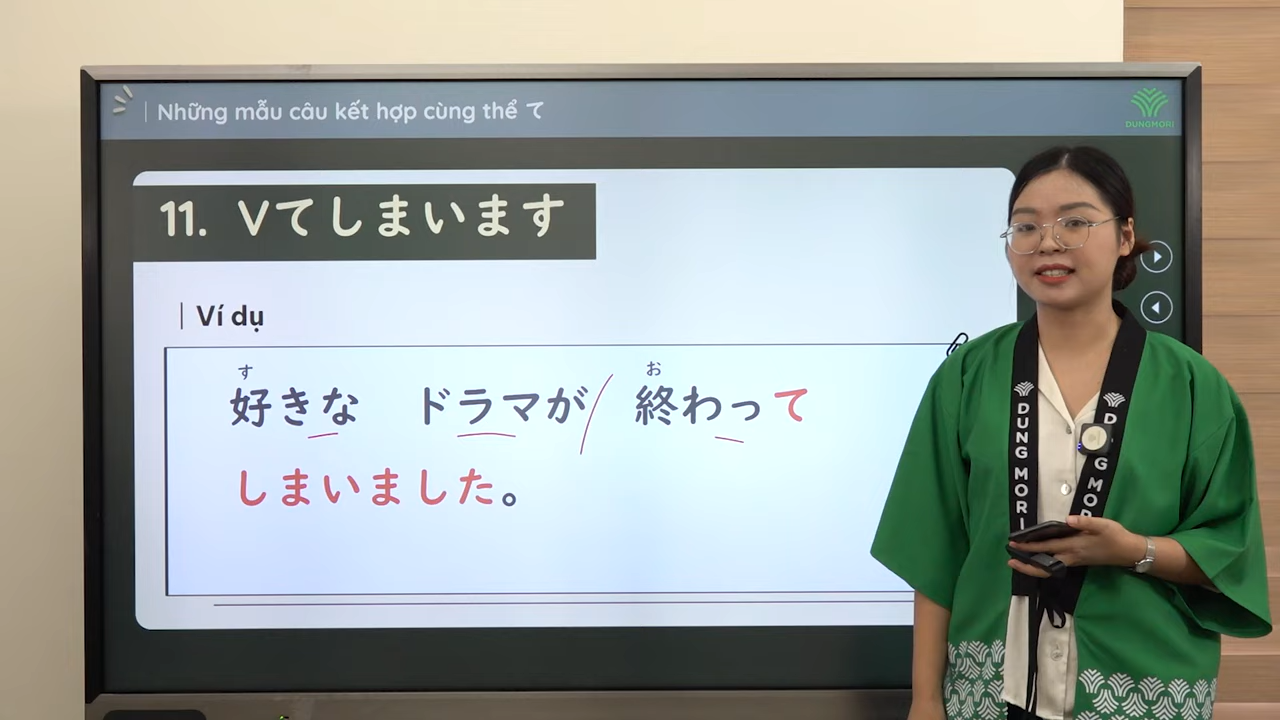 Những mẫu câu kết hợp cùng thể て
DUNGMORI
11. Vてしまいます
Ví dụ
す お
好きな ドラマが 終わって
しまいました。
DUNG MORI
DUNG MORI